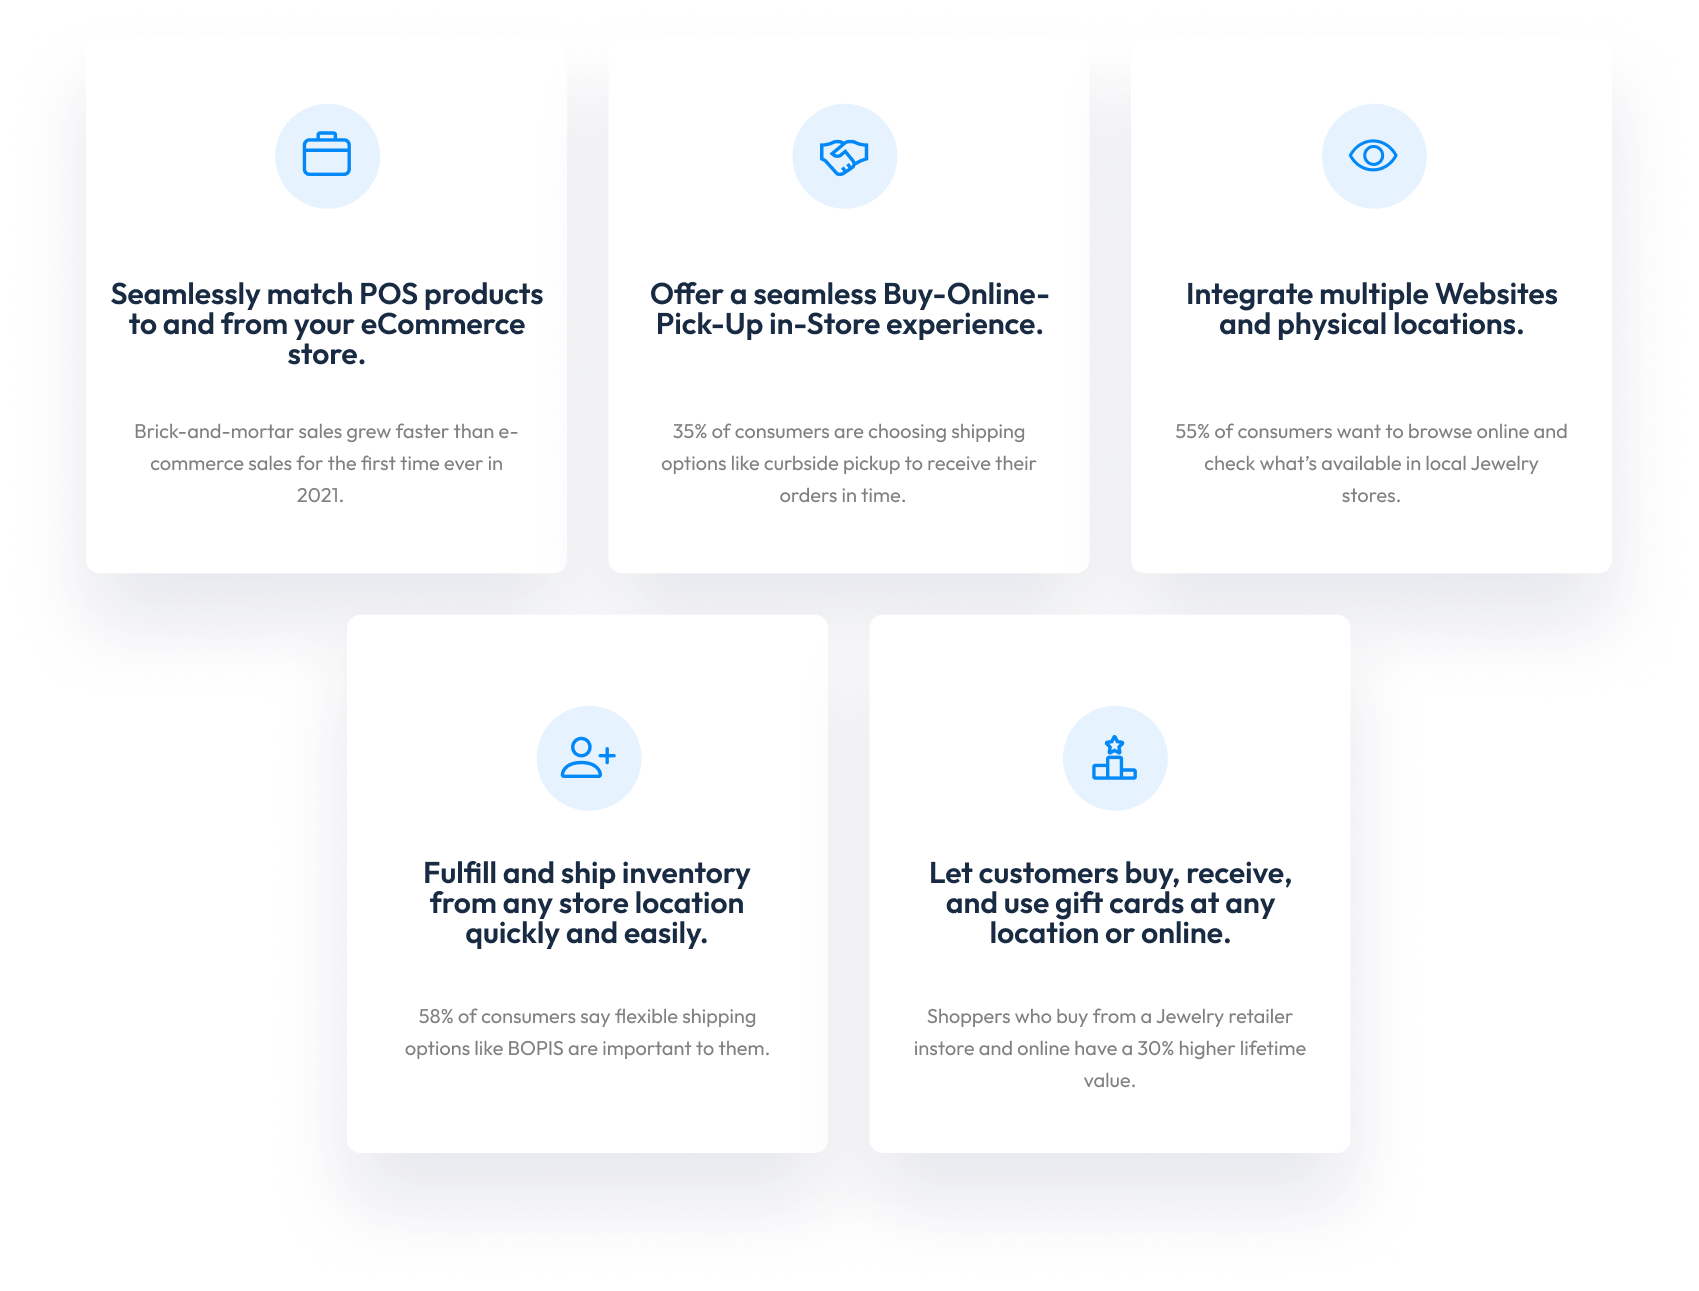 Seamlessly match POS products
to and from your eCommerce
store.
Brick-and-mortar sales grew faster than e-
commerce sales for the first time ever in
2021.
Offer a seamless Buy-Online-
Pick-Up in-Store experience.
35% of consumers are choosing shipping
options like curbside pickup to receive their
orders in time.
Integrate multiple Websites
and physical locations.
55% of consumers want to browse online and
check what’s available in local Jewelry
stores.
Fulfill and ship inventory
from any store location
quickly and easily.
58% of consumers say flexible shipping
options like BOPIS are important to them.
Let customers buy, receive,
and use gift cards at any
location or online.
Shoppers who buy from a Jewelry retailer
instore and online have a 30% higher lifetime
value.